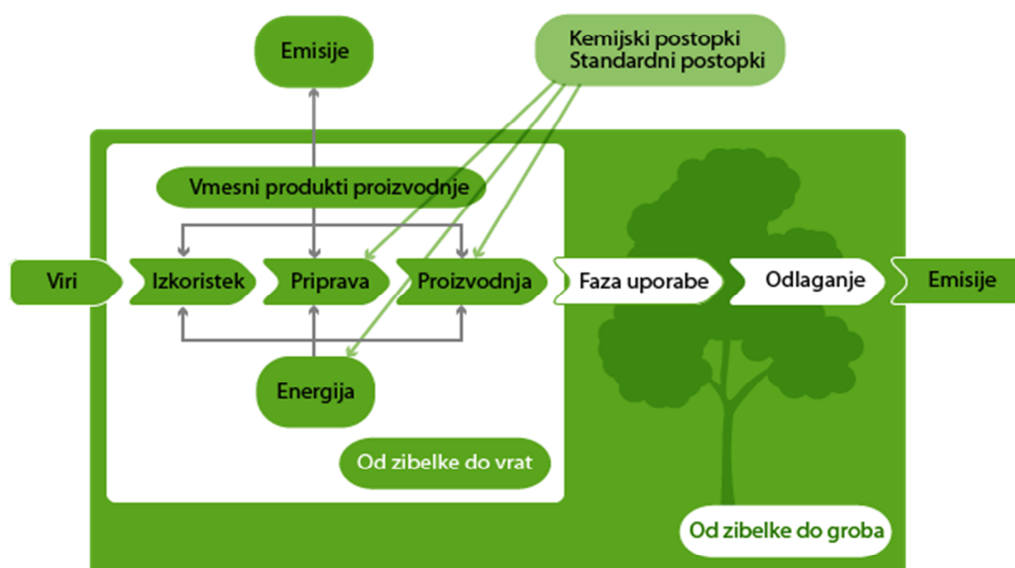 Emisije
Kemijski postopki
Standardni postopki
Vmesni produkti proizvodnje
Viri
Izkoristek
Priprava
Proizvodnja
Faza uporabe
Odlaganje
Emisije
Energija
Od zibelke do vrat
Od zibelke do groba